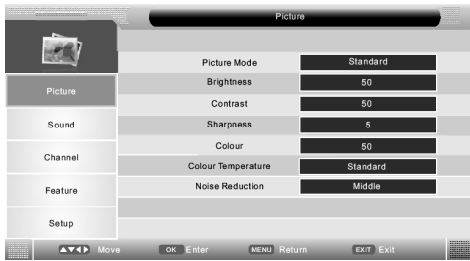 Picture
Picture Mode Standard
Brightness 50
Contrast 50
Sharpness 5
Colour 50
Colour Temperature Standard
Noise Reduction Middle
Picture
Sound
Channel
Feature
Setup
▲▼◀▶ Move OK Enter MENU Return EXIT Exit